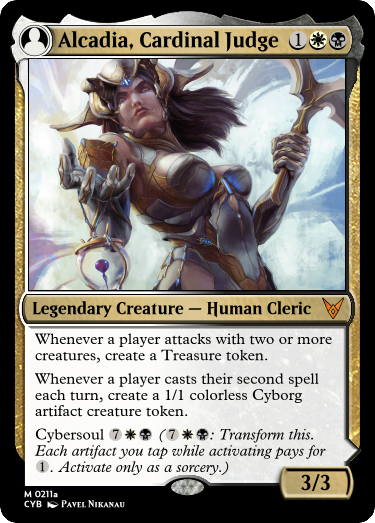 Alcadia, Cardinal Judge 1
Legendary Creature — Human Cleric
Whenever a player attacks with two or more
creatures, create a Treasure token.
Whenever a player casts their second spell
each turn, create a 1/1 colorless Cyborg
artifact creature token.
Cybersoul 7 (7: Transform this.
Each artifact you tap while activating pays for
1. Activate only as a sorcery.)
3/3
M 0211a
CYB Pavel Nikanau